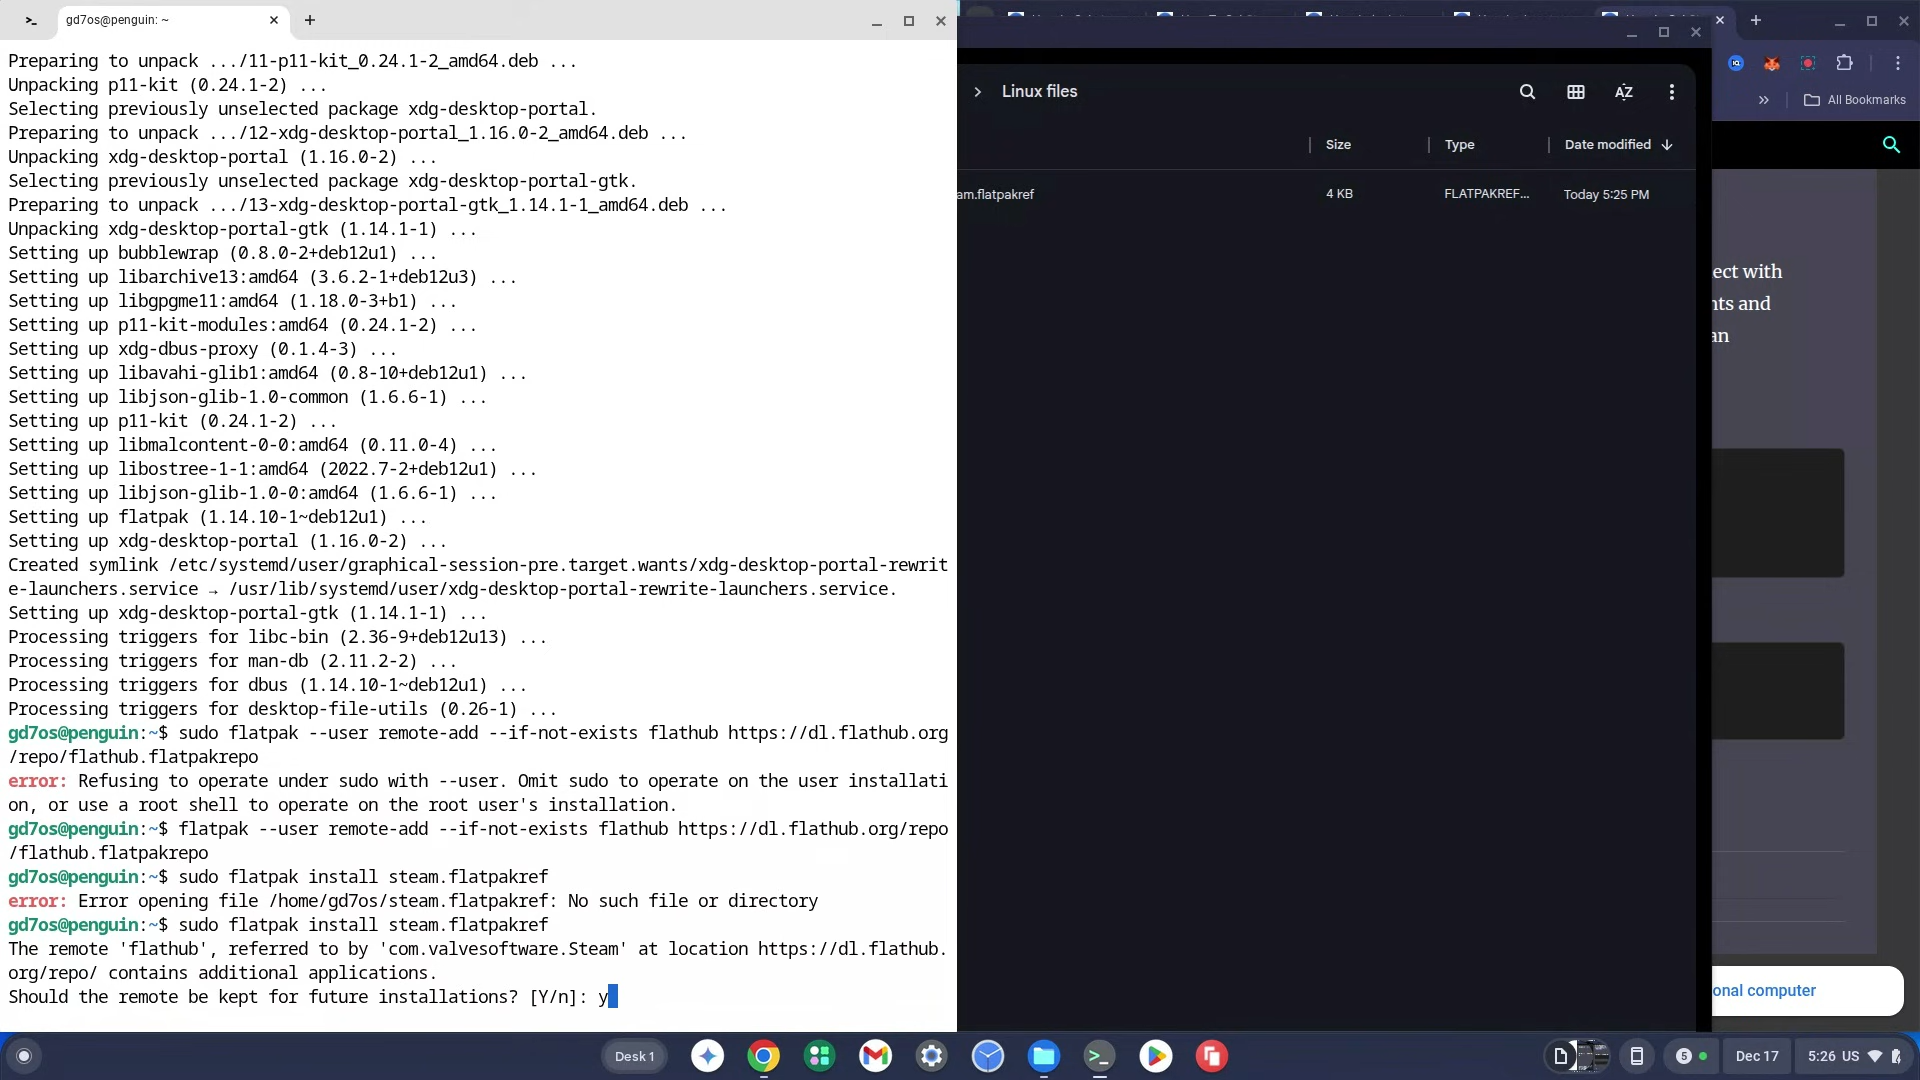 gd7os@penguin: ~
Preparing to unpack .../11-p11-kit_0.24.1-2_amd64.deb ...
Unpacking p11-kit (0.24.1-2) ...
Selecting previously unselected package xdg-desktop-portal.
Preparing to unpack .../12-xdg-desktop-portal_1.16.0-2_amd64.deb ...
Unpacking xdg-desktop-portal (1.16.0-2) ...
Selecting previously unselected package xdg-desktop-portal-gtk.
Preparing to unpack .../13-xdg-desktop-portal-gtk_1.14.1-1_amd64.deb ...
Unpacking xdg-desktop-portal-gtk (1.14.1-1) ...
Setting up bubblewrap (0.8.0-2+deb12u1) ...
Setting up libarchive13:amd64 (3.6.2-1+deb12u3) ...
Setting up libgpgme11:amd64 (1.18.0-3+b1) ...
Setting up p11-kit-modules:amd64 (0.24.1-2) ...
Setting up xdg-dbus-proxy (0.1.4-3) ...
Setting up libavahi-glib1:amd64 (0.8-10+deb12u1) ...
Setting up libjson-glib-1.0-common (1.6.6-1) ...
Setting up p11-kit (0.24.1-2) ...
Setting up libmalcontent-0-0:amd64 (0.11.0-4) ...
Setting up libostree-1-1:amd64 (2022.7-2+deb12u1) ...
Setting up libjson-glib-1.0-0:amd64 (1.6.6-1) ...
Setting up flatpak (1.14.10-1~deb12u1) ...
Setting up xdg-desktop-portal (1.16.0-2) ...
Created symlink /etc/systemd/user/graphical-session-pre.target.wants/xdg-desktop-portal-rewrit
e-launchers.service → /usr/lib/systemd/user/xdg-desktop-portal-rewrite-launchers.service.
Setting up xdg-desktop-portal-gtk (1.14.1-1) ...
Processing triggers for libc-bin (2.36-9+deb12u13) ...
Processing triggers for man-db (2.11.2-2) ...
Processing triggers for dbus (1.14.10-1~deb12u1) ...
Processing triggers for desktop-file-utils (0.26-1) ...
gd7os@penguin:~$ sudo flatpak --user remote-add --if-not-exists flathub https://dl.flathub.org
/repo/flathub.flatpakrepo
error: Refusing to operate under sudo with --user. Omit sudo to operate on the user installati
on, or use a root shell to operate on the root user's installation.
gd7os@penguin:~$ flatpak --user remote-add --if-not-exists flathub https://dl.flathub.org/repo
/flathub.flatpakrepo
gd7os@penguin:~$ sudo flatpak install steam.flatpakref
error: Error opening file /home/gd7os/steam.flatpakref: No such file or directory
gd7os@penguin:~$ sudo flatpak install steam.flatpakref
The remote 'flathub', referred to by 'com.valvesoftware.Steam' at location https://dl.flathub.
org/repo/ contains additional applications.
Should the remote be kept for future installations? [Y/n]: y
Linux files
AZ
Size Type Date modified
am.flatpakref 4 KB FLATPAKREF... Today 5:25 PM
All Bookmarks
ect with
nts and
an
onal computer
Desk 1
5
Dec 17
5:26 US